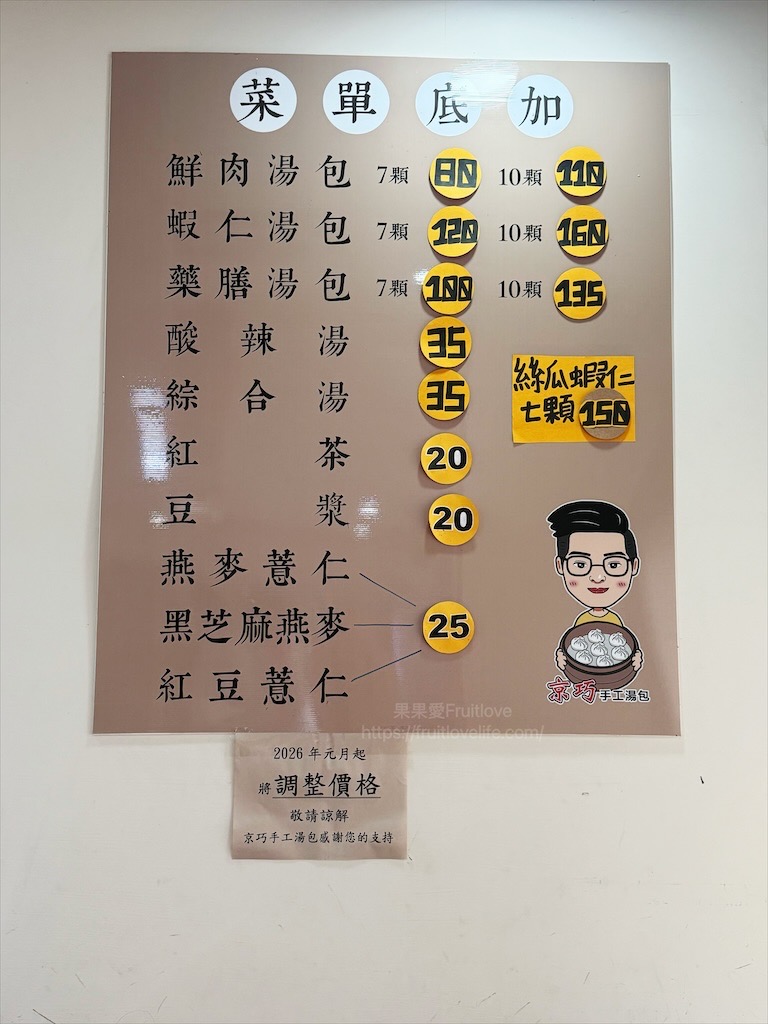 菜單底加
鮮肉湯包 7顆 80 10顆 110
蝦仁湯包 7顆 120 10顆 160
藥膳湯包 7顆 100 10顆 135
酸辣湯 35
綜合湯 35
絲瓜蝦仁
七顆 150
紅茶 20
豆漿 20
燕麥薏仁
黑芝麻燕麥 25
紅豆薏仁
京巧手工湯包
果果愛Fruitlove
https://fruitlovelife.com/
2026年元月起
將調整價格
敬請諒解
京巧手工湯包感謝您的支持